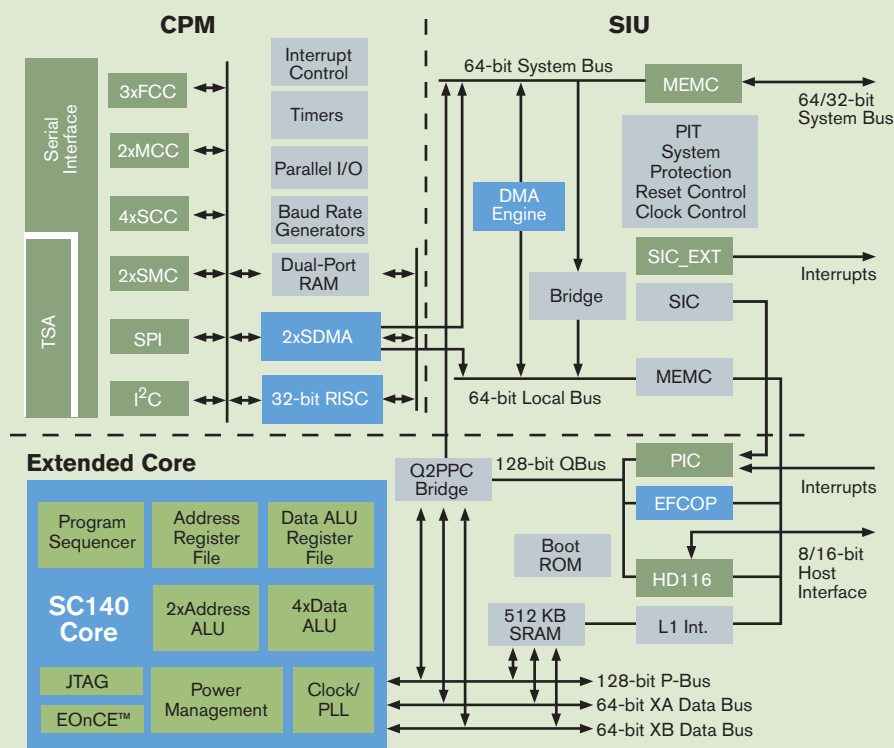 CPM
SIU
Serial
Interface
TSA
3xFCC
2xMCC
4xSCC
2xSMC
SPI
I²C
Interrupt
Control
Timers
Parallel I/O
Baud Rate
Generators
Dual-Port
RAM
2xSDMA
32-bit RISC
64-bit System Bus
MEMC
64/32-bit
System Bus
PIT
System
Protection
Reset Control
Clock Control
DMA
Engine
SIC_EXT
Interrupts
Bridge
SIC
MEMC
64-bit Local Bus
Extended Core
Q2PPC
Bridge
128-bit QBus
PIC
Interrupts
EFCOP
Boot
ROM
HD116
8/16-bit
Host
Interface
512 KB
SRAM
L1 Int.
Program
Sequencer
Address
Register
File
Data ALU
Register
File
SC140
Core
2xAddress
ALU
4xData
ALU
JTAG
EOnCE™
Power
Management
Clock/
PLL
128-bit P-Bus
64-bit XA Data Bus
64-bit XB Data Bus